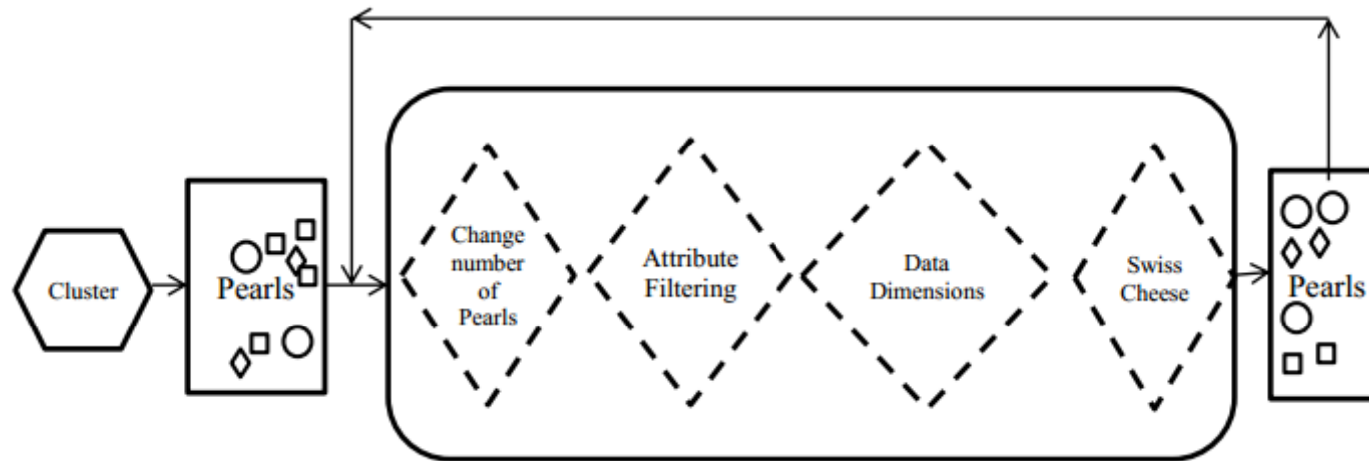 Cluster
Pearls
Change
number
of
Pearls
Attribute
Filtering
Data
Dimensions
Swiss
Cheese
Pearls